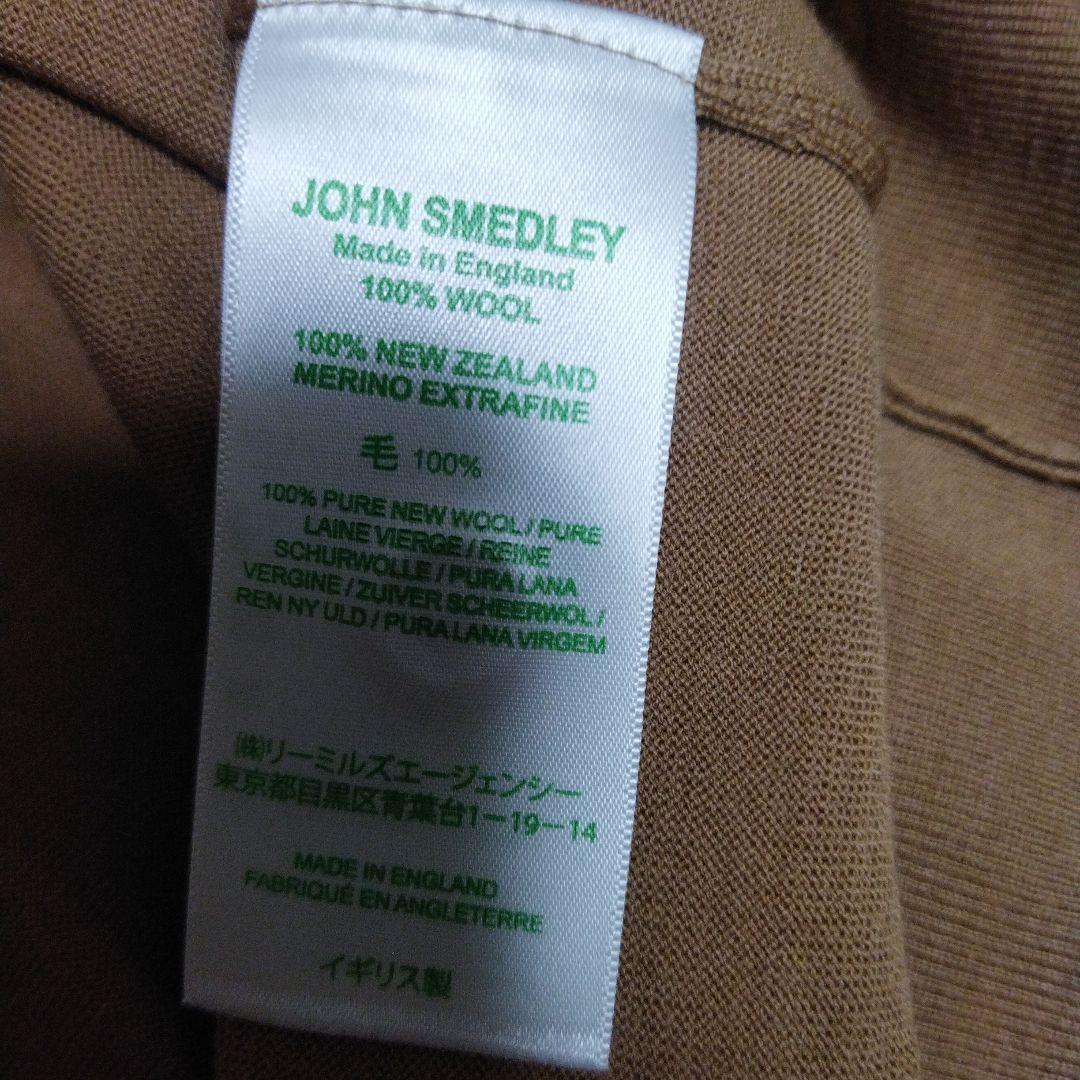 JOHN SMEDLEY
Made in England
100% WOOL
100% NEW ZEALAND
MERINO EXTRAFINE
毛 100%
100% PURE NEW WOOL / PURE
LAINE VIERGE / REINE
SCHURWOLLE / PURA LANA
VERGINE / ZUIVER SCHEERWOL /
REN NY ULD / PURA LANA VIRGEM
㈱リーミルズエージェンシー
東京都目黒区青葉台1-19-14
MADE IN ENGLAND
FABRIQUÉ EN ANGLETERRE
イギリス製